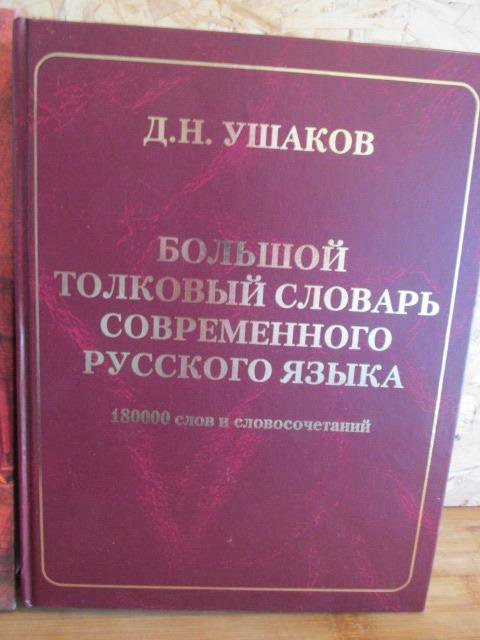 Д.Н. УШАКОВ
БОЛЬШОЙ
ТОЛКОВЫЙ СЛОВАРЬ
СОВРЕМЕННОГО
РУССКОГО ЯЗЫКА
180000 слов и словосочетаний